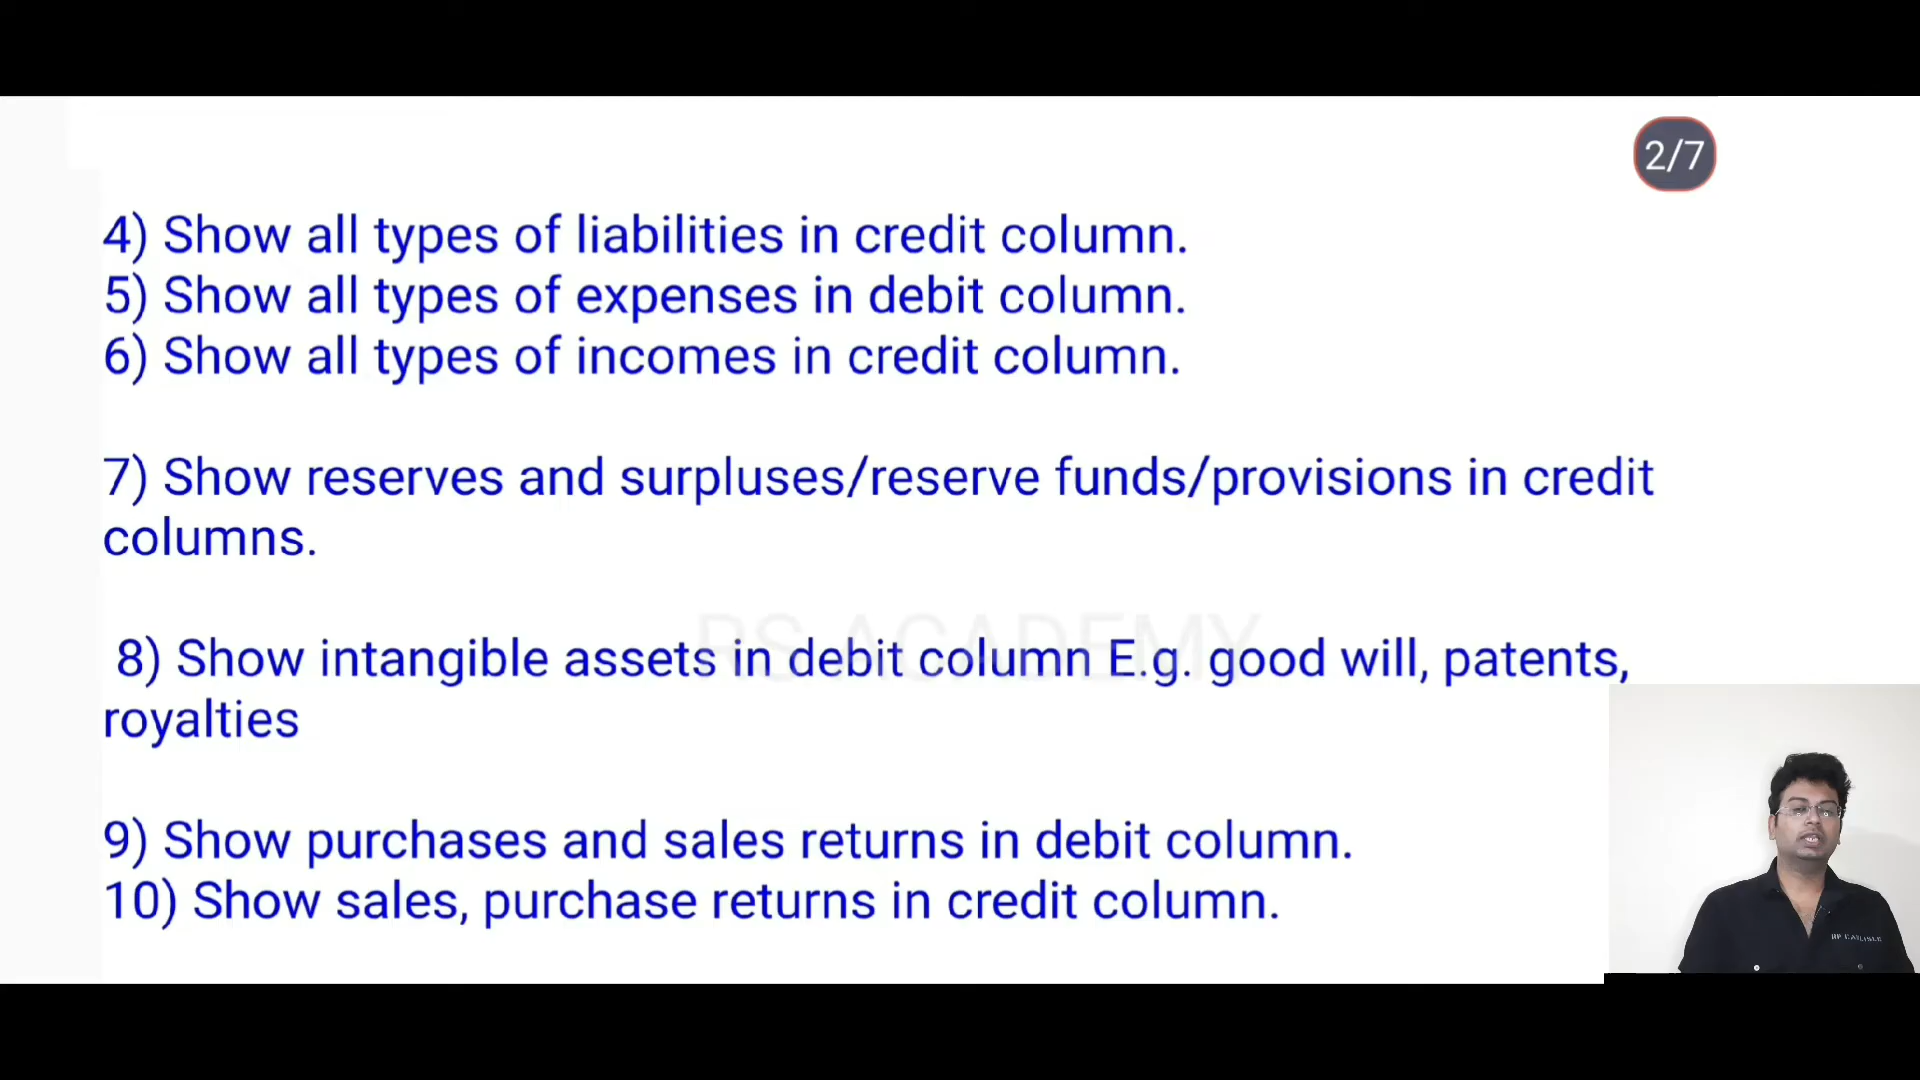 2/7
4) Show all types of liabilities in credit column.
5) Show all types of expenses in debit column.
6) Show all types of incomes in credit column.
7) Show reserves and surpluses/reserve funds/provisions in credit
columns.
RS ACADEMY
8) Show intangible assets in debit column E.g. good will, patents,
royalties
9) Show purchases and sales returns in debit column.
10) Show sales, purchase returns in credit column.